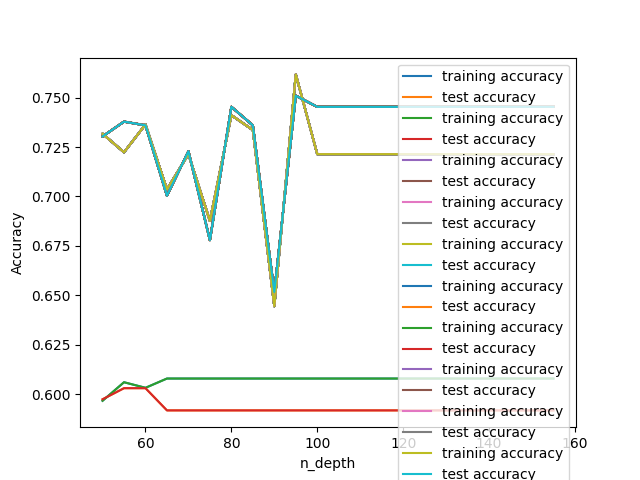 0.750
0.725
0.700
0.675
0.650
0.625
0.600
Accuracy
60
80
100
120
140
160
n_depth
training accuracy
test accuracy
training accuracy
test accuracy
training accuracy
test accuracy
training accuracy
test accuracy
training accuracy
test accuracy
training accuracy
test accuracy
training accuracy
test accuracy
training accuracy
test accuracy
training accuracy
test accuracy
training accuracy
test accuracy